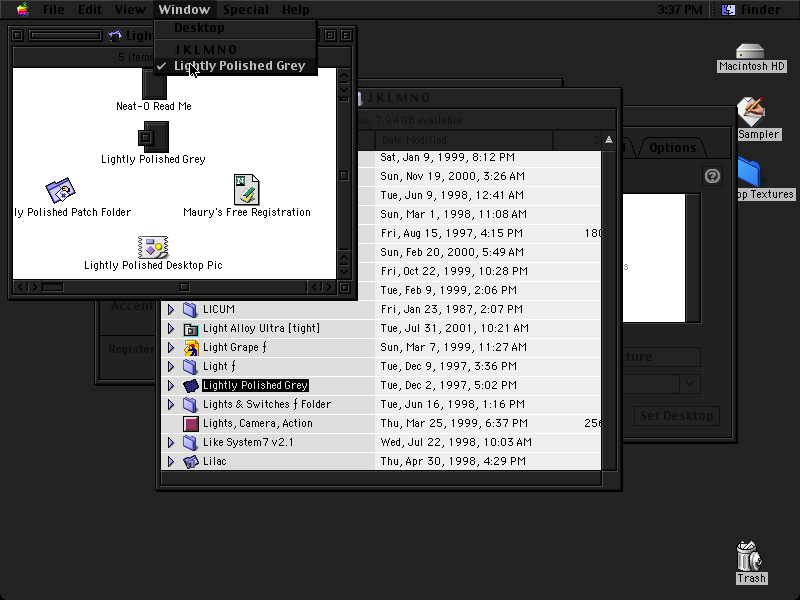 File Edit View Window Special Help 3:37 PM Finder
Desktop
JKLMNO
✓ Lightly Polished Grey
Ligh
5 items
Neat-O Read Me
Lightly Polished Grey
ly Polished Patch Folder
Maury's Free Registration
Lightly Polished Desktop Pic
Macintosh HD
Sampler
op Textures
Trash
JKLMNO
ms, 7.94 GB available
Date Modified S
Sat, Jan 9, 1999, 8:12 PM
Sun, Nov 19, 2000, 3:26 AM
Tue, Jun 9, 1998, 12:41 AM
Sun, Mar 1, 1998, 11:08 AM
Fri, Aug 15, 1997, 4:15 PM 180
Sun, Feb 20, 2000, 5:49 AM
Fri, Oct 22, 1999, 10:28 PM
Tue, Feb 9, 1999, 2:06 PM
LICUM Fri, Jan 23, 1987, 2:07 PM
Light Alloy Ultra [tight] Tue, Jul 31, 2001, 10:21 AM
Light Grape ƒ Sun, Mar 7, 1999, 11:27 AM
Light ƒ Tue, Dec 9, 1997, 3:36 PM
Lightly Polished Grey Tue, Dec 2, 1997, 5:02 PM
Lights & Switches ƒ Folder Tue, Jun 16, 1998, 1:16 PM
Lights, Camera, Action Thu, Mar 25, 1999, 6:37 PM 256
Like System7 v2.1 Wed, Jul 22, 1998, 10:03 AM
Lilac Thu, Apr 30, 1998, 4:29 PM
Options
?
s
cture
Set Desktop
Accent
Register